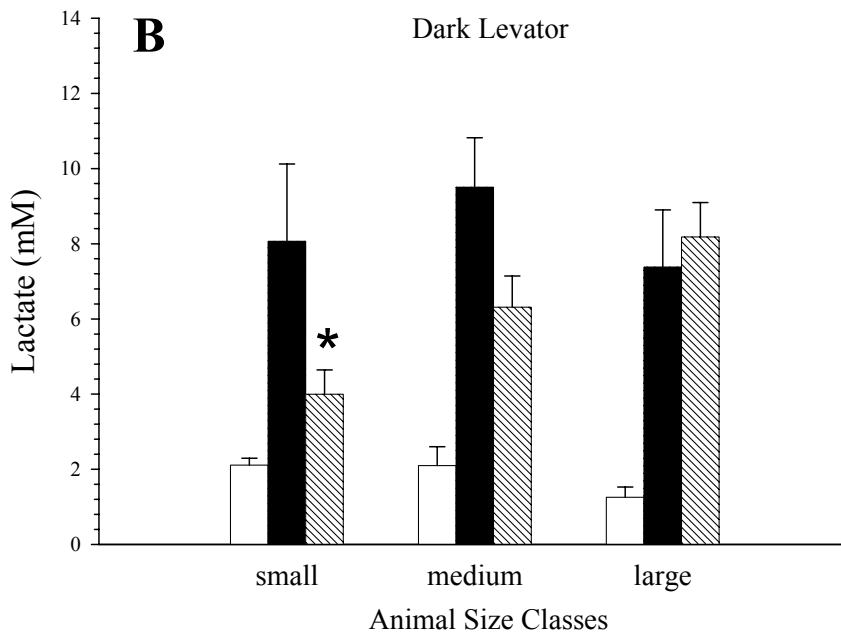 B
Dark Levator
14
12
10
8
6
4
2
0
Lactate (mM)
*
small medium large
Animal Size Classes